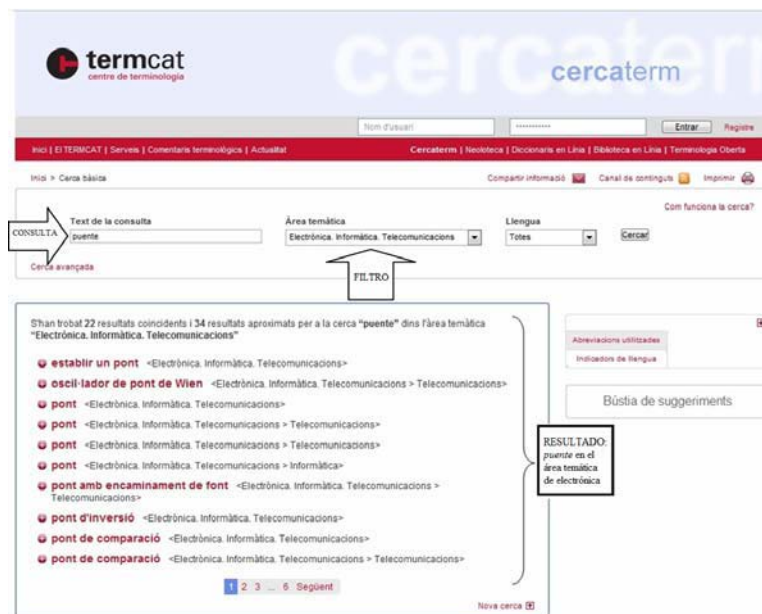 cercaterm
termcat
centre de terminologia
cercaterm
Nom d'usuari
Entrar
Registre
Inici | El TERMCAT | Serveis | Comentaris terminològics | Actualitat
Cercaterm | Neoloteca | Diccionaris en Línia | Biblioteca en Línia | Terminologia Oberta
Inici > Cerca bàsica
Compartir informació
Canal de continguts
Imprimir
Com funciona la cerca?
CONSULTA
Text de la consulta
Àrea temàtica
Llengua
puente
Electrònica. Informàtica. Telecomunicacions
Totes
Cercar
Cerca avançada
FILTRO
S'han trobat 22 resultats coincidents i 34 resultats aproximats per a la cerca "puente" dins l'àrea temàtica
"Electrònica. Informàtica. Telecomunicacions"
establir un pont <Electrònica. Informàtica. Telecomunicacions>
oscil·lador de pont de Wien <Electrònica. Informàtica. Telecomunicacions > Telecomunicacions>
pont <Electrònica. Informàtica. Telecomunicacions>
pont <Electrònica. Informàtica. Telecomunicacions > Telecomunicacions>
pont <Electrònica. Informàtica. Telecomunicacions > Telecomunicacions>
pont <Electrònica. Informàtica. Telecomunicacions > Informàtica>
pont amb encaminament de font <Electrònica. Informàtica. Telecomunicacions >
Telecomunicacions>
pont d'inversió <Electrònica. Informàtica. Telecomunicacions>
pont de comparació <Electrònica. Informàtica. Telecomunicacions>
pont de comparació <Electrònica. Informàtica. Telecomunicacions > Telecomunicacions>
1 2 3 ... 6 Següent
Nova cerca
Abreviacions utilitzades
Indicadors de llengua
Bústia de suggeriments
RESULTADO:
puente en el
área temática
de electrónica